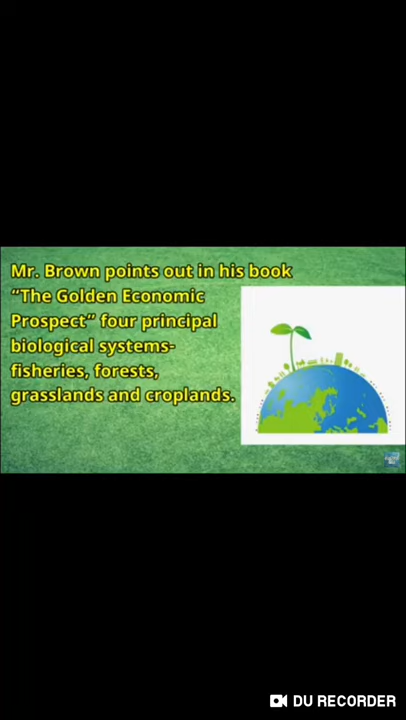 Mr. Brown points out in his book
“The Golden Economic
Prospect” four principal
biological systems-
fisheries, forests,
grasslands and croplands.
DU RECORDER